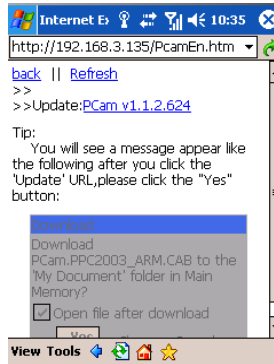 Internet Ex 10:35
http://192.168.3.135/PcamEn.htm
back || Refresh
>>
>>Update:PCam v1.1.2.624
Tip:
You will see a message appear like
the following after you click the
'Update' URL,please click the "Yes"
button:
Download
Download
PCam.PPC2003_ARM.CAB to the
'My Document' folder in Main
Memory?
Open file after download
Yes
View Tools